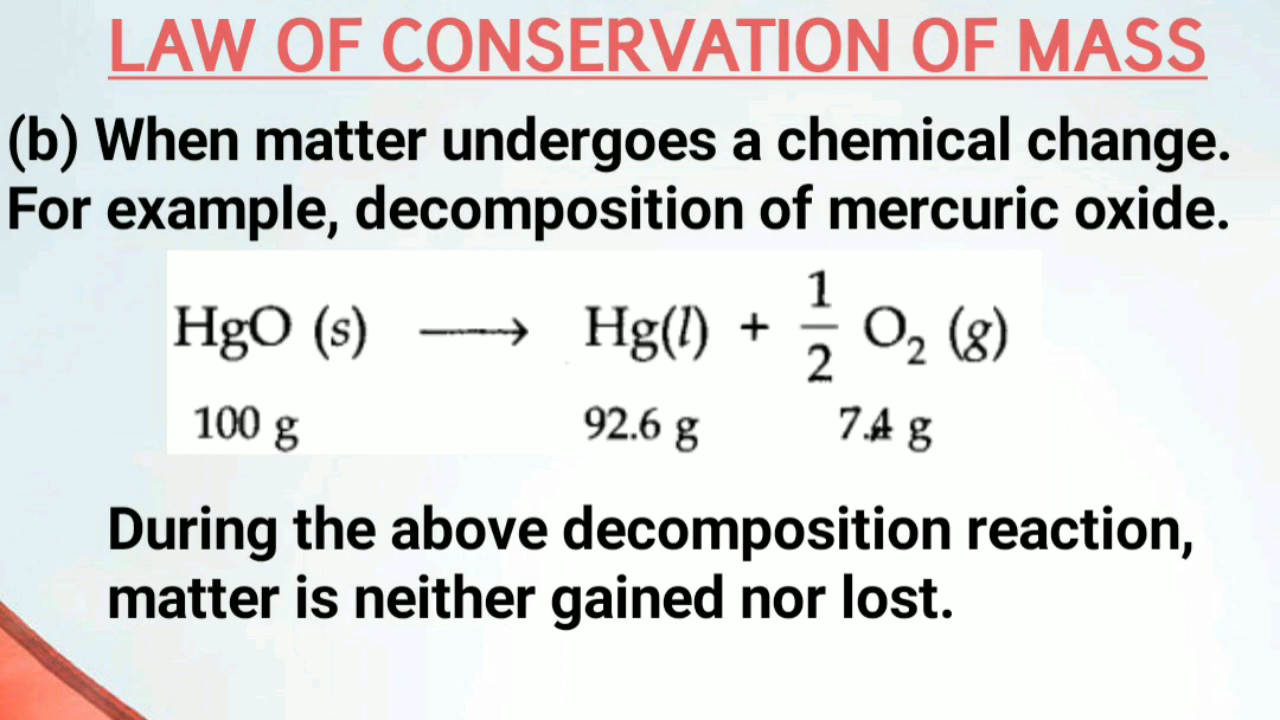 LAW OF CONSERVATION OF MASS
(b) When matter undergoes a chemical change.
For example, decomposition of mercuric oxide.
HgO (s) ⟶ Hg(l) + 1/2 O₂ (g)
100 g 92.6 g 7.4 g
During the above decomposition reaction,
matter is neither gained nor lost.